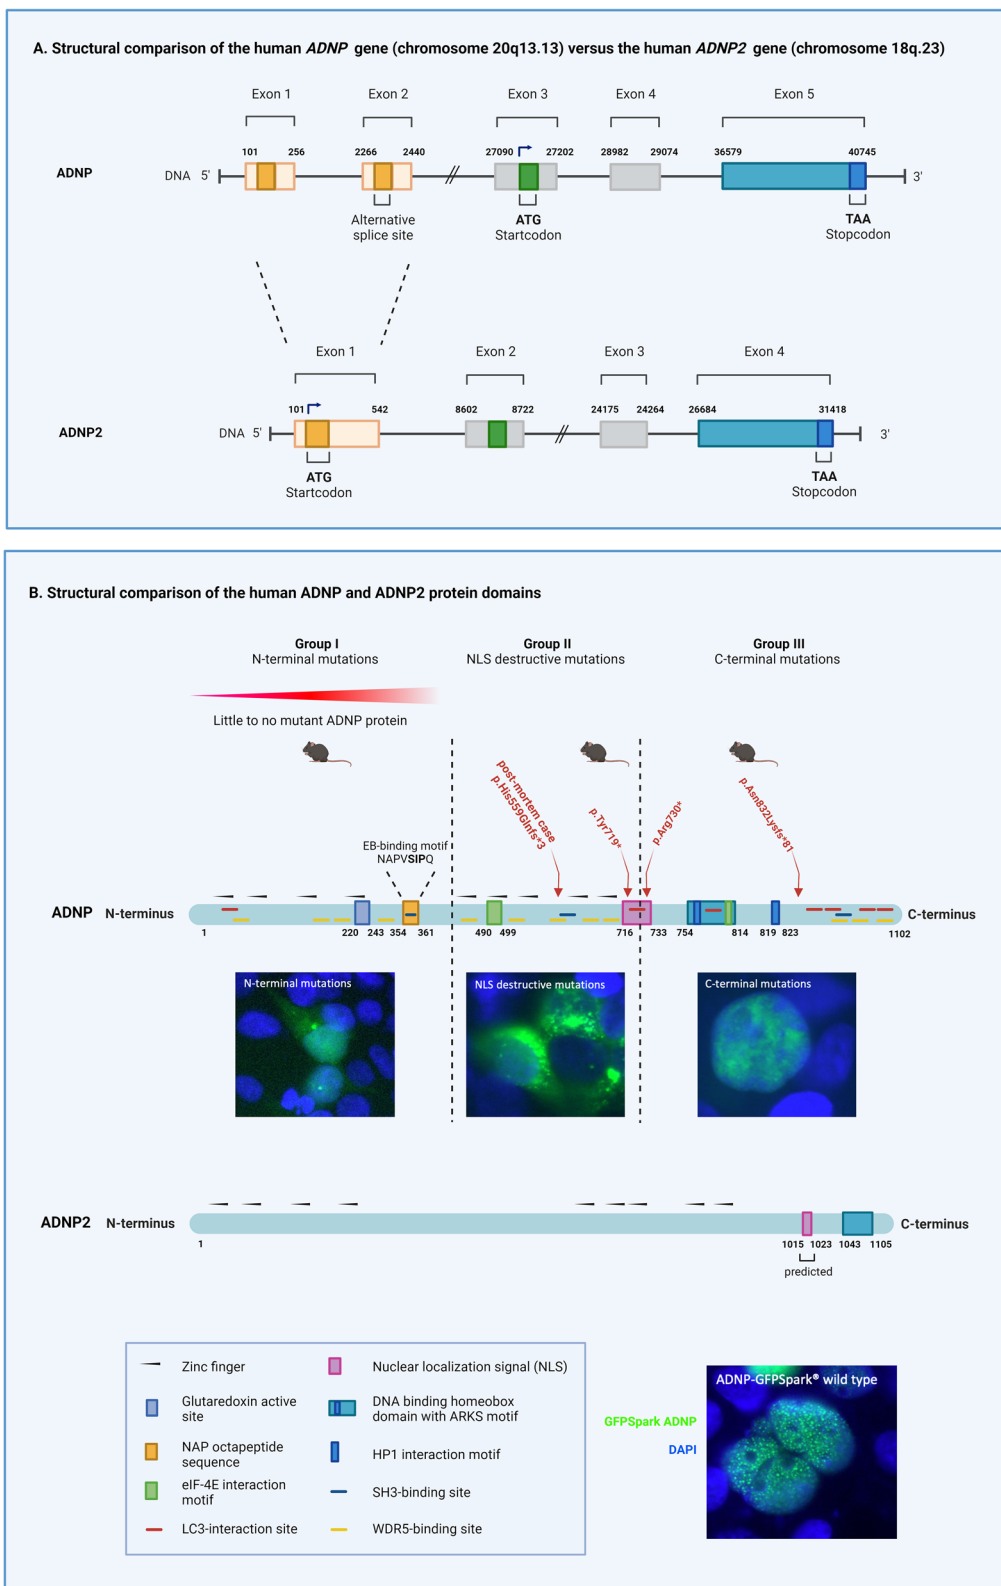 A. Structural comparison of the human ADNP gene (chromosome 20q13.13) versus the human ADNP2 gene (chromosome 18q.23)
Exon 1 Exon 2 Exon 3 Exon 4 Exon 5
101 256 2266 2440 27090 27202 28982 29074 36579 40745
ADNP DNA 5' 3'
Alternative
splice site
ATG
Startcodon
TAA
Stopcodon
Exon 1 Exon 2 Exon 3 Exon 4
101 542 8602 8722 24175 24264 26684 31418
ADNP2 DNA 5' 3'
ATG
Startcodon
TAA
Stopcodon
B. Structural comparison of the human ADNP and ADNP2 protein domains
Group I
N-terminal mutations
Group II
NLS destructive mutations
Group III
C-terminal mutations
Little to no mutant ADNP protein
post-mortem case
p.His559Glnfs*3
p.Tyr719*
p.Arg730*
p.Asn832Lysfs*81
EB-binding motif
NAPVSIPQ
ADNP N-terminus C-terminus
1 220 243 354 361 490 499 716 733 754 814 819 823 1102
N-terminal mutations
NLS destructive mutations
C-terminal mutations
ADNP2 N-terminus C-terminus
1 1015 1023 1043 1105
predicted
Zinc finger
Glutaredoxin active
site
NAP octapeptide
sequence
eIF-4E interaction
motif
LC3-interaction site
Nuclear localization signal (NLS)
DNA binding homeobox
domain with ARKS motif
HP1 interaction motif
SH3-binding site
WDR5-binding site
ADNP-GFPSpark® wild type
GFPSpark ADNP
DAPI